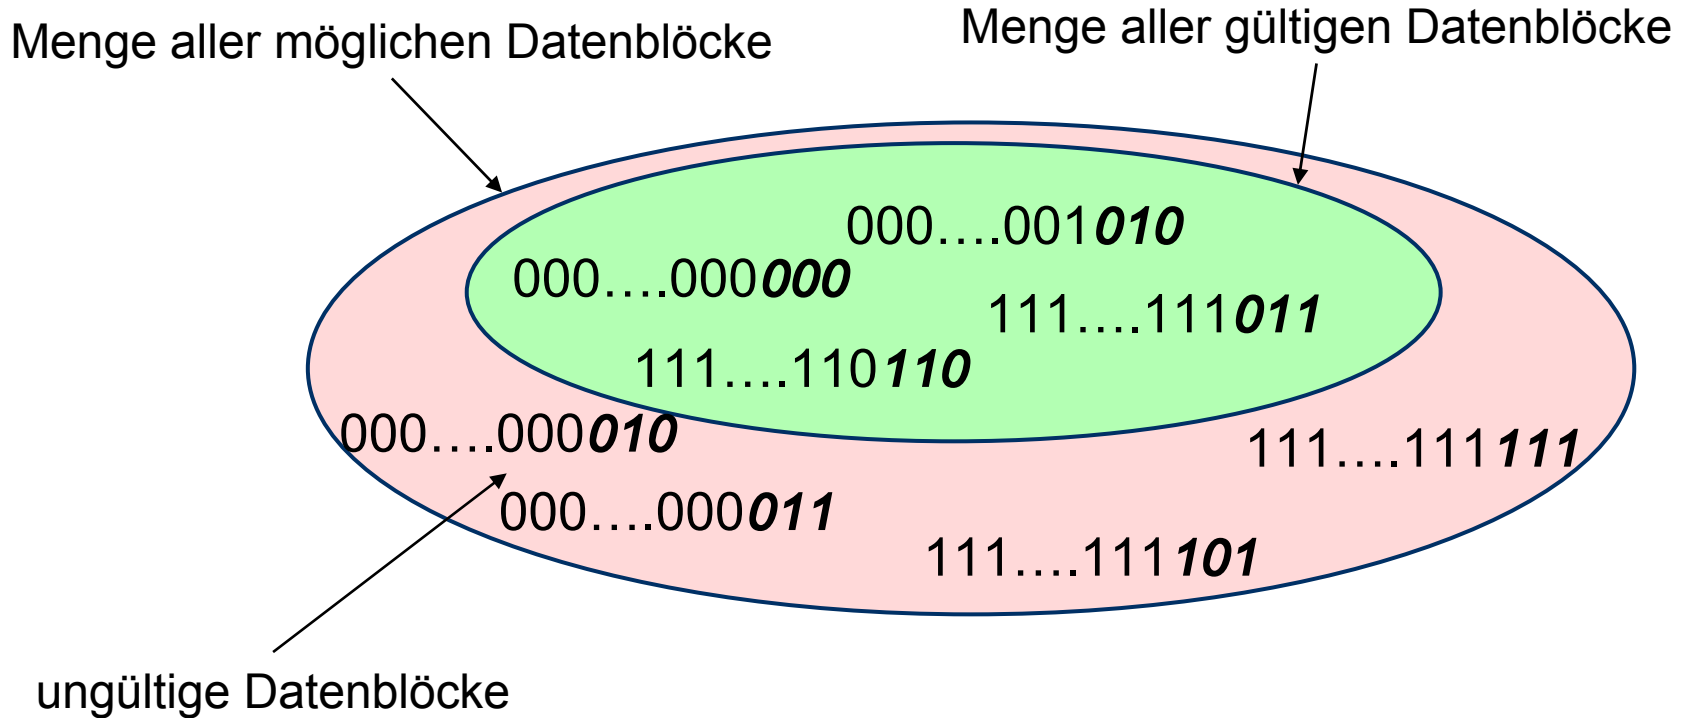 Menge aller möglichen Datenblöcke
Menge aller gültigen Datenblöcke
000….001010
000….000000
111….111011
111….110110
000….000010
111….111111
000….000011
111….111101
ungültige Datenblöcke